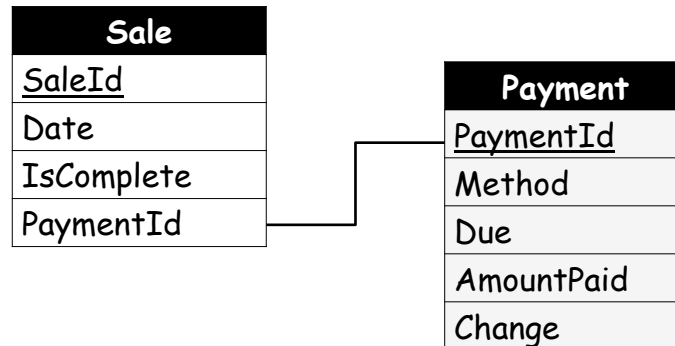 Sale
SaleId
Date
IsComplete
PaymentId
Payment
PaymentId
Method
Due
AmountPaid
Change